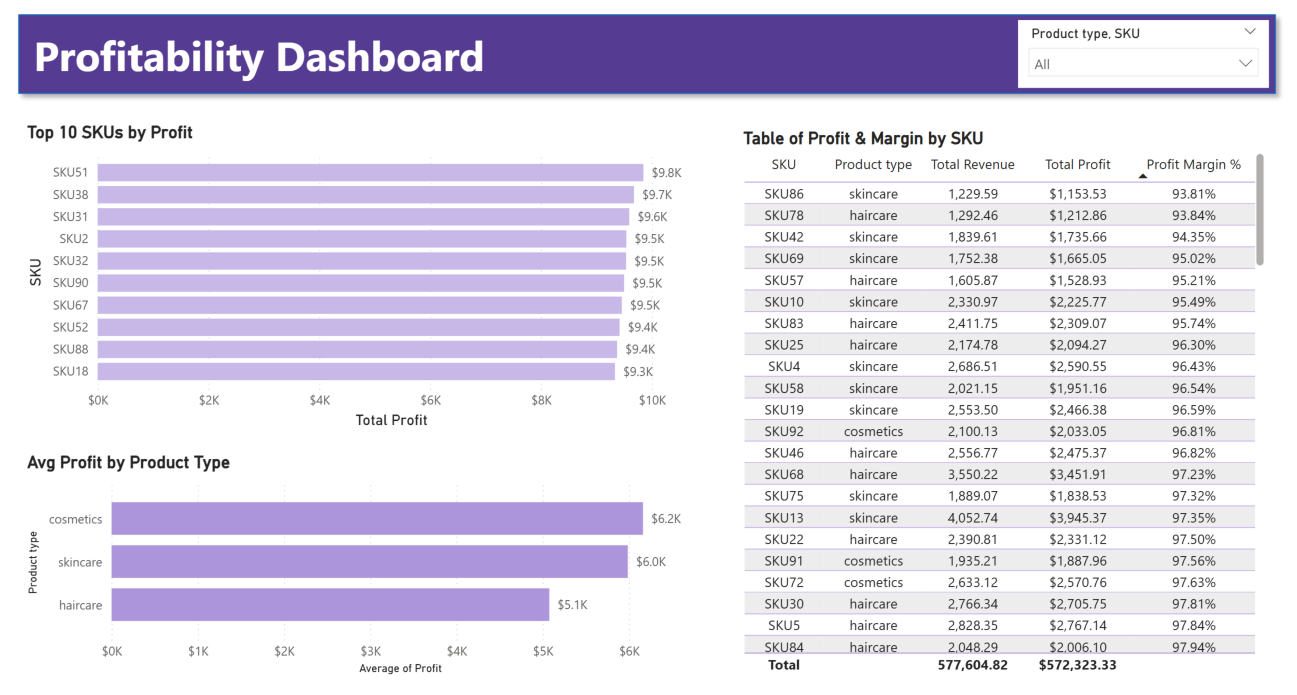 Profitability Dashboard
Product type, SKU
All
Top 10 SKUs by Profit
SKU
SKU51 $9.8K
SKU38 $9.7K
SKU31 $9.6K
SKU2 $9.5K
SKU32 $9.5K
SKU90 $9.5K
SKU67 $9.5K
SKU52 $9.4K
SKU88 $9.4K
SKU18 $9.3K
$0K $2K $4K $6K $8K $10K
Total Profit
Avg Profit by Product Type
Product type
cosmetics $6.2K
skincare $6.0K
haircare $5.1K
$0K $1K $2K $3K $4K $5K $6K
Average of Profit
Table of Profit & Margin by SKU
SKU Product type Total Revenue Total Profit Profit Margin %
SKU86 skincare 1,229.59 $1,153.53 93.81%
SKU78 haircare 1,292.46 $1,212.86 93.84%
SKU42 skincare 1,839.61 $1,735.66 94.35%
SKU69 skincare 1,752.38 $1,665.05 95.02%
SKU57 haircare 1,605.87 $1,528.93 95.21%
SKU10 skincare 2,330.97 $2,225.77 95.49%
SKU83 haircare 2,411.75 $2,309.07 95.74%
SKU25 haircare 2,174.78 $2,094.27 96.30%
SKU4 skincare 2,686.51 $2,590.55 96.43%
SKU58 skincare 2,021.15 $1,951.16 96.54%
SKU19 skincare 2,553.50 $2,466.38 96.59%
SKU92 cosmetics 2,100.13 $2,033.05 96.81%
SKU46 haircare 2,556.77 $2,475.37 96.82%
SKU68 haircare 3,550.22 $3,451.91 97.23%
SKU75 skincare 1,889.07 $1,838.53 97.32%
SKU13 skincare 4,052.74 $3,945.37 97.35%
SKU22 haircare 2,390.81 $2,331.12 97.50%
SKU91 cosmetics 1,935.21 $1,887.96 97.56%
SKU72 cosmetics 2,633.12 $2,570.76 97.63%
SKU30 haircare 2,766.34 $2,705.75 97.81%
SKU5 haircare 2,828.35 $2,767.14 97.84%
SKU84 haircare 2,048.29 $2,006.10 97.94%
Total 577,604.82 $572,323.33